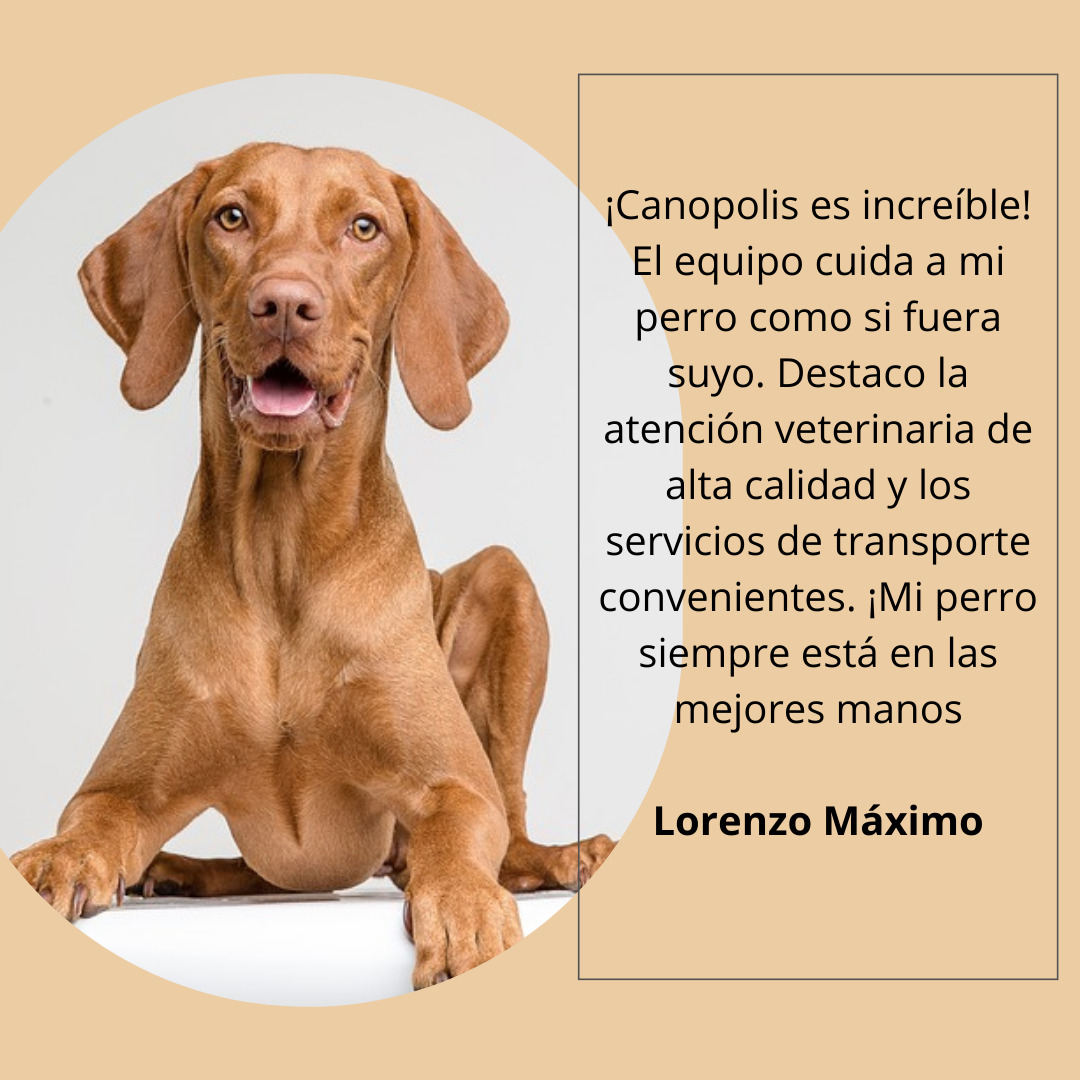 ¡Canopolis es increíble!
El equipo cuida a mi
perro como si fuera
suyo. Destaco la
atención veterinaria de
alta calidad y los
servicios de transporte
convenientes. ¡Mi perro
siempre está en las
mejores manos
Lorenzo Máximo